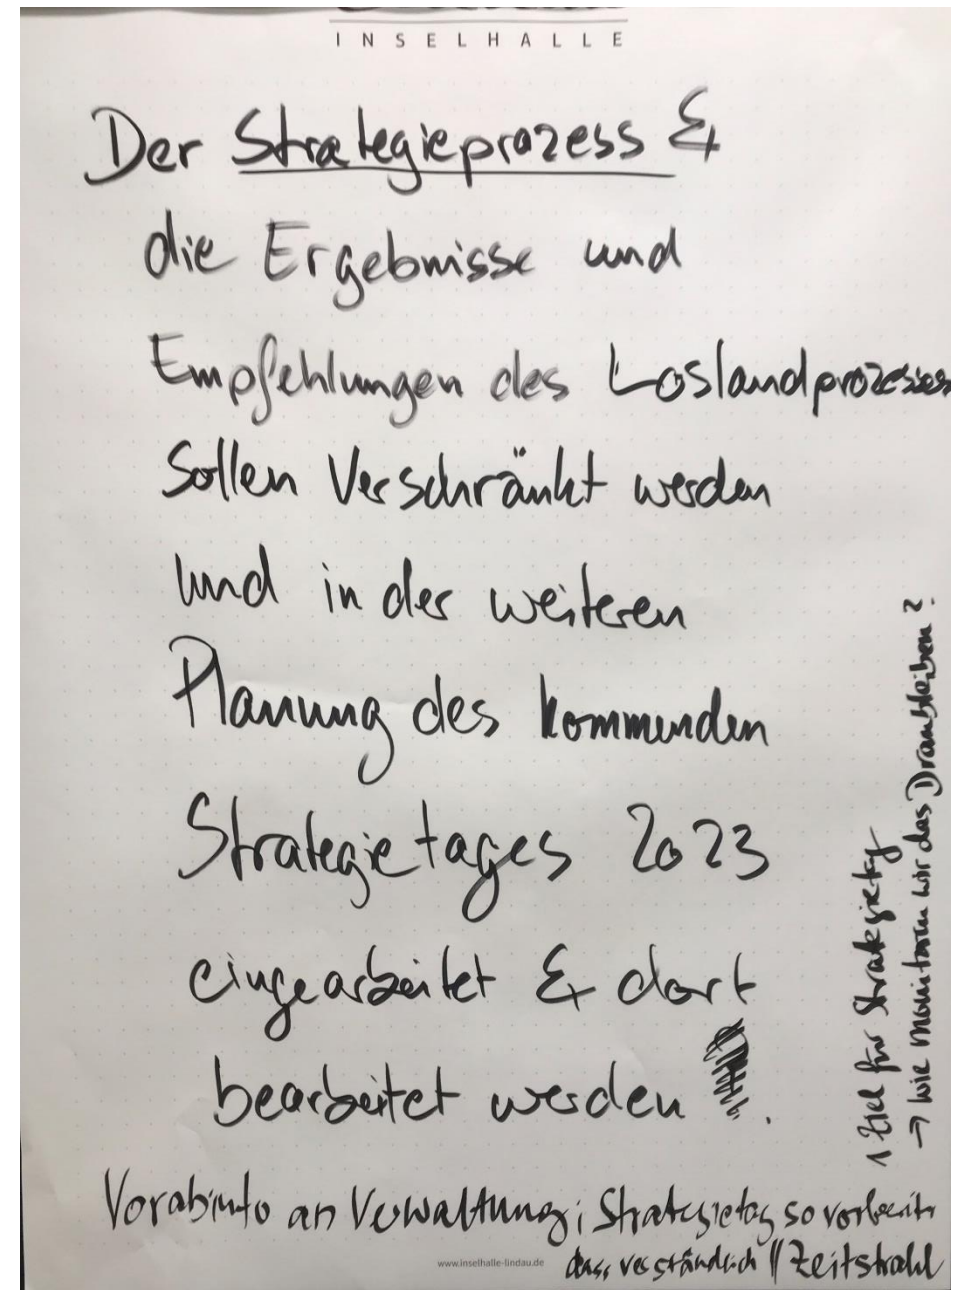 INSELHALLE
Der Strategieprozess &
die Ergebnisse und
Empfehlungen des Loslandprozesses
sollen verschränkt werden
und in der weiteren
Planung des kommenden
Strategietages 2023
eingearbeitet & dort
bearbeitet werden .
1 Ziel für Strategietag
→ wie monitoren wir das Dranbleiben?
Vorabinfo an Verwaltung; Strategietag so vorbereit
dass verständlich // Zeitstrahl
www.inselhalle-lindau.de